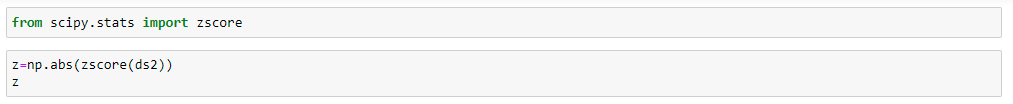 from scipy.stats import zscore
z=np.abs(zscore(ds2))
z